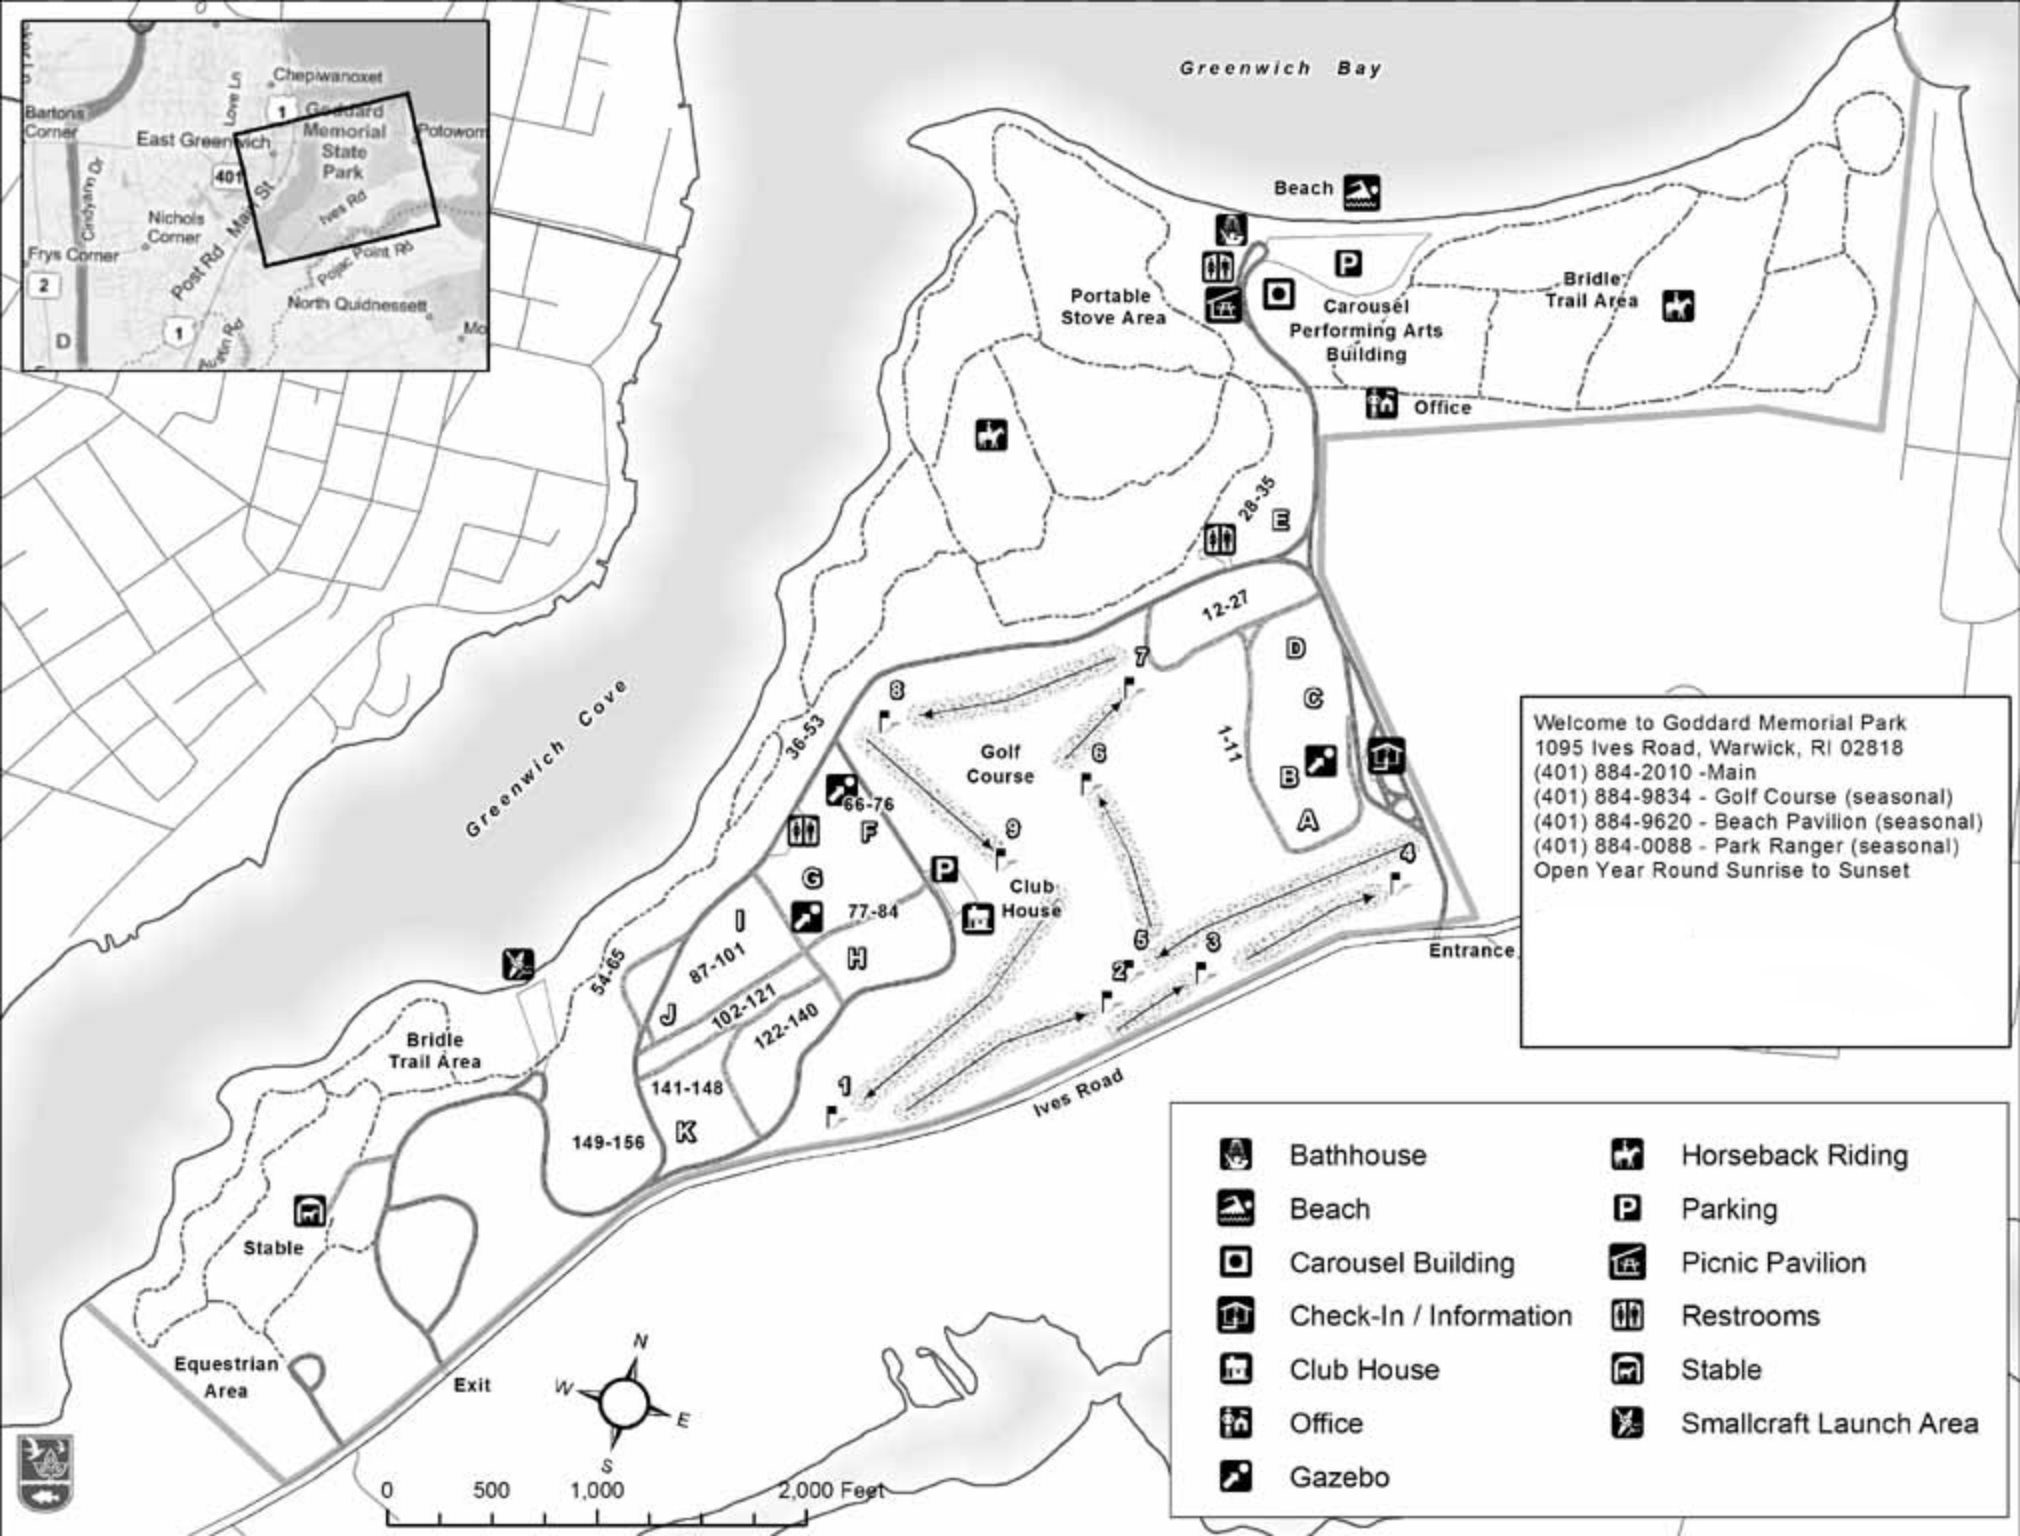 Greenwich Bay
Chepiwanoxet
Love Ln
1
Goddard
Memorial
State
Park
Bartons
Corner
East Greenwich
Potowom
401
Cindyann Dr
Main St
Ives Rd
Nichols
Corner
Post Rd
Pojac Point Rd
Frys Corner
2
North Quidnessett
1
Austin Rd
Mo
D
Beach
P
Portable
Stove Area
Carousel
Performing Arts
Building
Bridle
Trail Area
Office
28-35
E
12-27
D
7
8
C
Greenwich Cove
36-53
Golf
Course
6
1-11
B
66-76
F
9
A
4
P
Club
House
G
77-84
I
5
3
H
2
87-101
54-65
J
102-121
122-140
Entrance
Bridle
Trail Area
1
141-148
Ives Road
K
149-156
Stable
Equestrian
Area
Exit
N
W
E
S
0 500 1,000 2,000 Feet
Welcome to Goddard Memorial Park
1095 Ives Road, Warwick, RI 02818
(401) 884-2010 -Main
(401) 884-9834 - Golf Course (seasonal)
(401) 884-9620 - Beach Pavilion (seasonal)
(401) 884-0088 - Park Ranger (seasonal)
Open Year Round Sunrise to Sunset
Bathhouse
Beach
Carousel Building
Check-In / Information
Club House
Office
Gazebo
Horseback Riding
P Parking
Picnic Pavilion
Restrooms
Stable
Smallcraft Launch Area